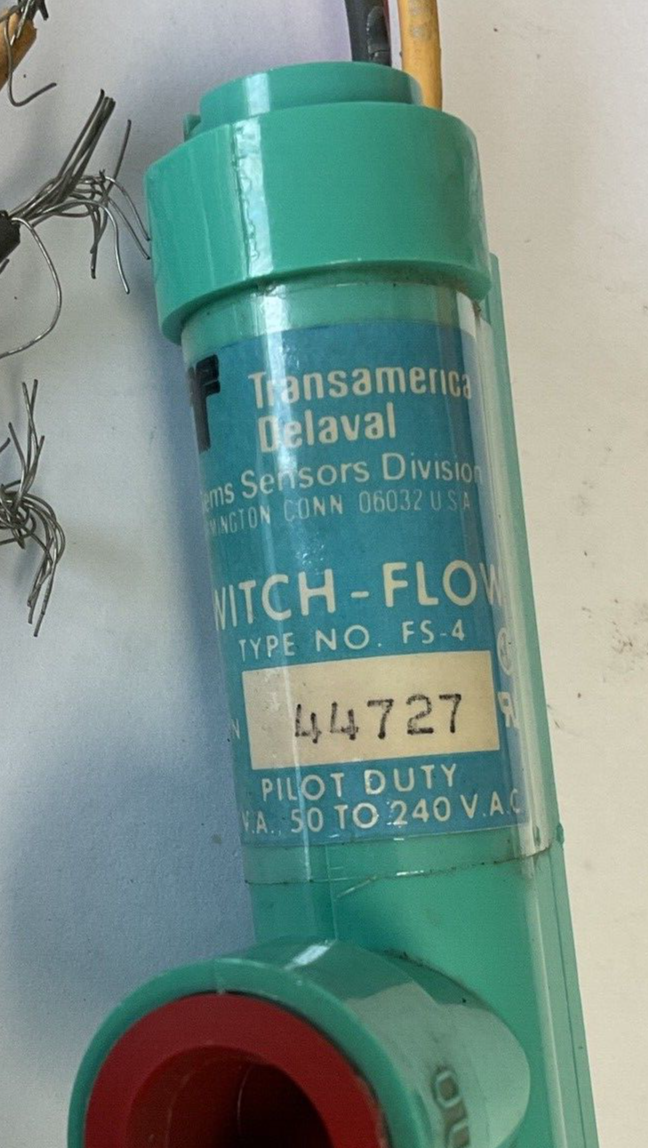 Transamerica
Delaval
ems Sensors Division
MINGTON CONN 06032 U S A
WITCH - FLOW
TYPE NO. FS-4
N 44727
PILOT DUTY
V.A. 50 TO 240 V.A.C